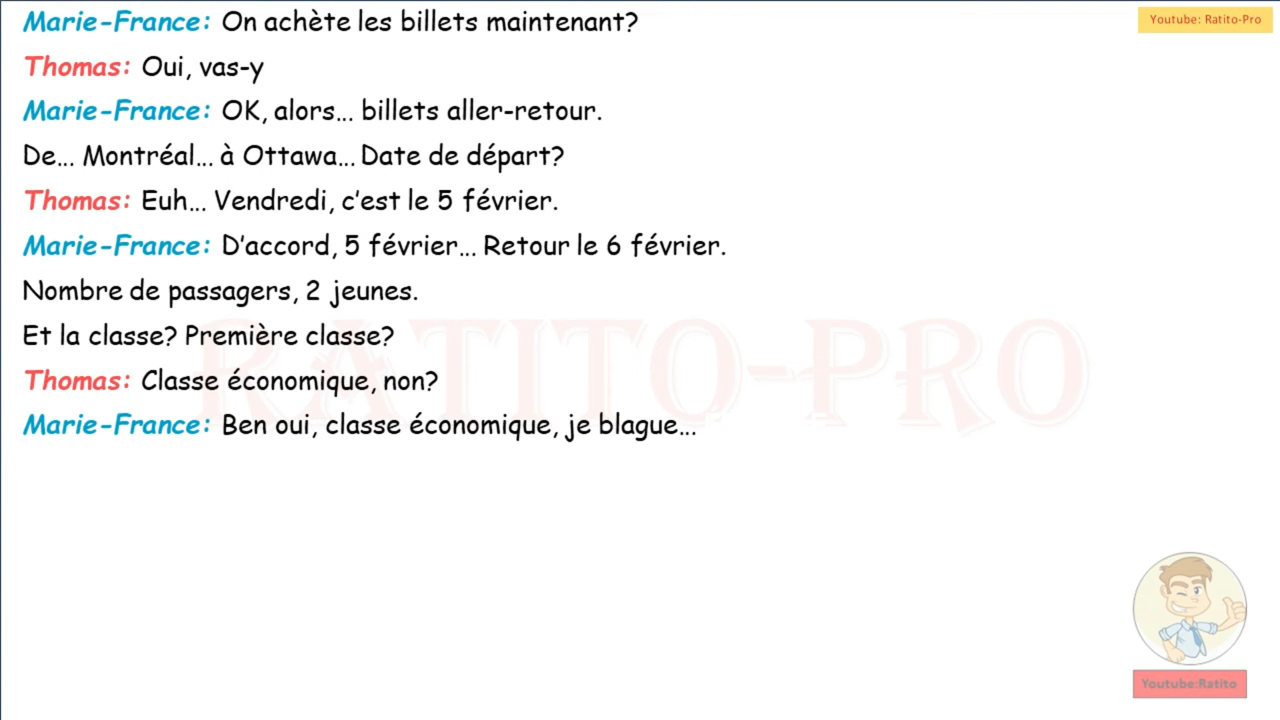 Marie-France: On achète les billets maintenant?
Youtube: Ratito-Pro
Thomas: Oui, vas-y
Marie-France: OK, alors... billets aller-retour.
De... Montréal... à Ottawa... Date de départ?
Thomas: Euh... Vendredi, c’est le 5 février.
Marie-France: D’accord, 5 février... Retour le 6 février.
Nombre de passagers, 2 jeunes.
Et la classe? Première classe?
RATITO-PRO
Thomas: Classe économique, non?
Marie-France: Ben oui, classe économique, je blague...
Youtube:Ratito